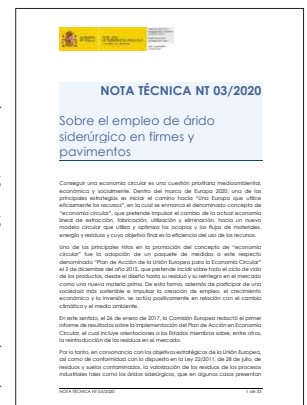 NOTA TÉCNICA NT 03/2020
Sobre el empleo de árido
siderúrgico en firmes y
pavimentos
Conseguir una economía circular es una cuestión prioritaria medioambiental,
económica y socialmente. Dentro del marco de Europa 2020, una de las
principales estrategias es iniciar el camino hacia "Una Europa que utilice
eficazmente los recursos", en la cual se enmarca el denominado concepto de
"economía circular", que pretende impulsar el cambio de la actual economía
lineal de extracción, fabricación, utilización y eliminación, hacia un nuevo
modelo circular que utiliza y optimiza los acopios y los flujos de materiales,
energía y residuos y cuyo objetivo final es la eficiencia del uso de los recursos.
Uno de los principales hitos en la promoción del concepto de "economía
circular" fue la adopción de un paquete de medidas a este respecto
denominado "Plan de Acción de la Unión Europea para la Economía Circular"
el 2 de diciembre del año 2015, que pretende incidir sobre todo el ciclo de vida
de los productos, desde el diseño hasta su residuo y su reintegro en el mercado
como una nueva materia prima. De esta forma, además de participar de una
sociedad más sostenible e impulsar la creación de empleo, el crecimiento
económico y la inversión, se actúa positivamente en relación con el cambio
climático y el medio ambiente.
En este sentido, el 26 de enero de 2017, la Comisión Europea redactó el primer
informe de resultados sobre la implementación del Plan de Acción en Economía
Circular, el cual incluye orientaciones a los Estados miembros sobre, entre otros,
la reintroducción de los residuos en el mercado.
Por lo tanto, en consonancia con los objetivos estratégicos de la Unión Europea,
así como de conformidad con lo dispuesto en la Ley 22/2011, de 28 de julio, de
residuos y suelos contaminados, la valorización de los residuos de los procesos
industriales tales como los áridos siderúrgicos, que en algunos casos presentan
NOTA TÉCNICA NT 03/2020 1 de 33